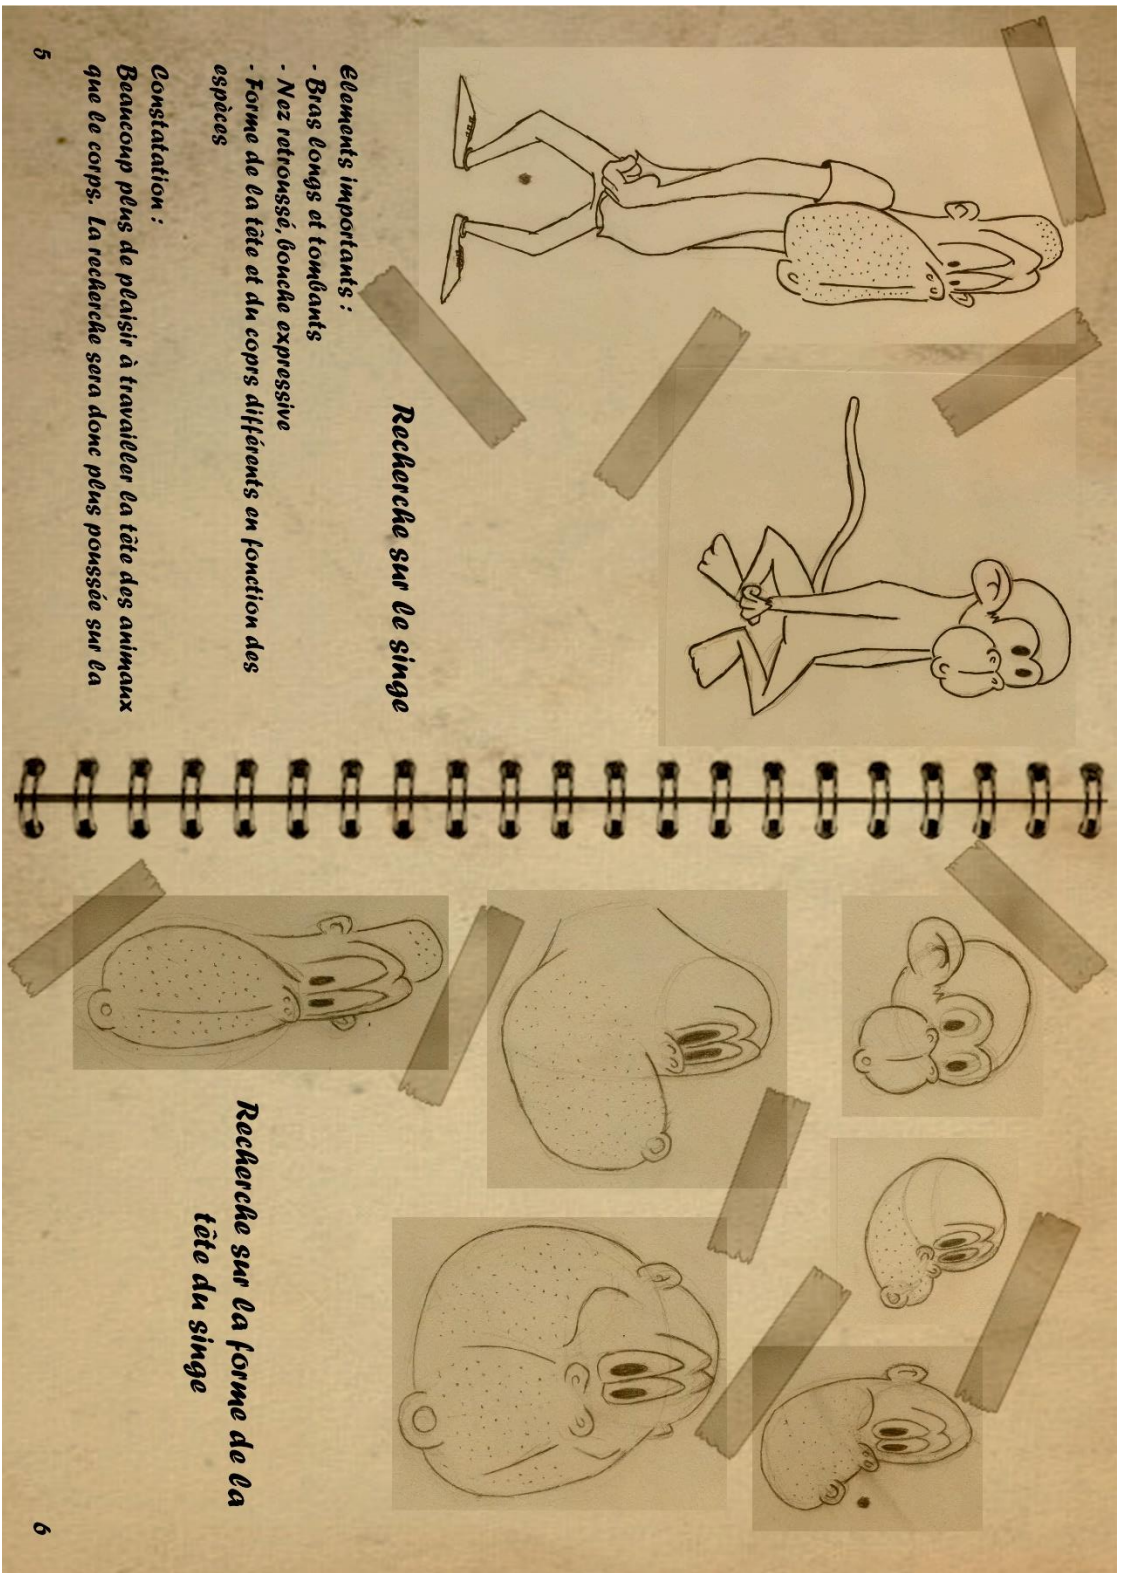 Recherche sur le singe
Elements importants :
- Bras longs et tombants
- Nez retroussé, bouche expressive
- Forme de la tête et du coprs différents en fonction des
espèces
Constatation :
Beaucoup plus de plaisir à travailler la tête des animaux
que le corps. La recherche sera donc plus poussée sur la
5
Recherche sur la forme de la
tête du singe
6